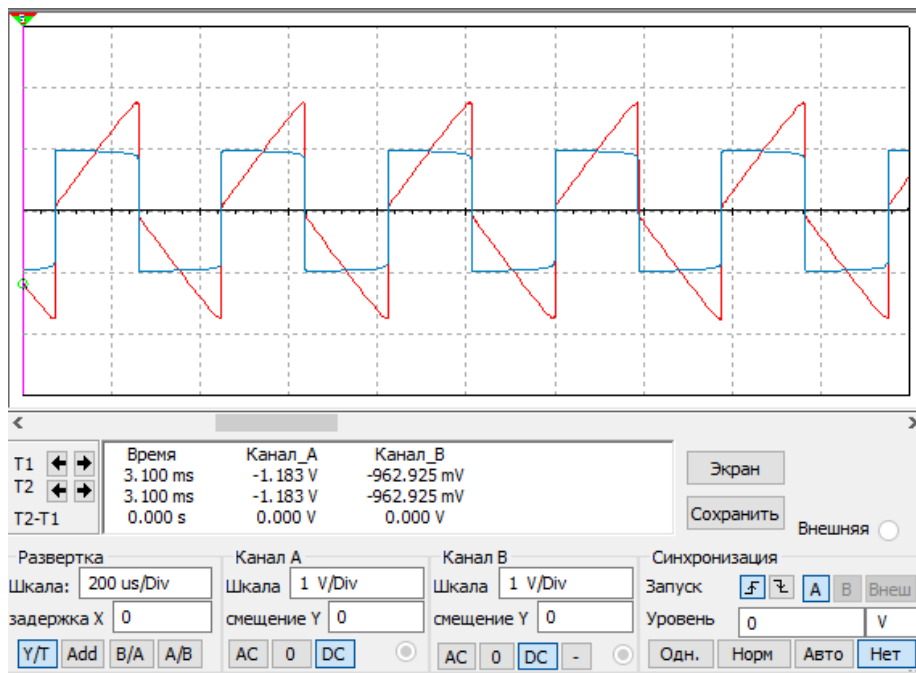 Время Канал_А Канал_В
T1 3.100 ms -1.183 V -962.925 mV
T2 3.100 ms -1.183 V -962.925 mV
T2-T1 0.000 s 0.000 V 0.000 V
Экран
Сохранить
Внешняя
Развертка
Шкала: 200 us/Div
задержка X 0
Y/T Add B/A A/B
Канал А
Шкала 1 V/Div
смещение Y 0
AC 0 DC
Канал В
Шкала 1 V/Div
смещение Y 0
AC 0 DC -
Синхронизация
Запуск A B Внеш
Уровень 0 V
Одн. Норм Авто Нет